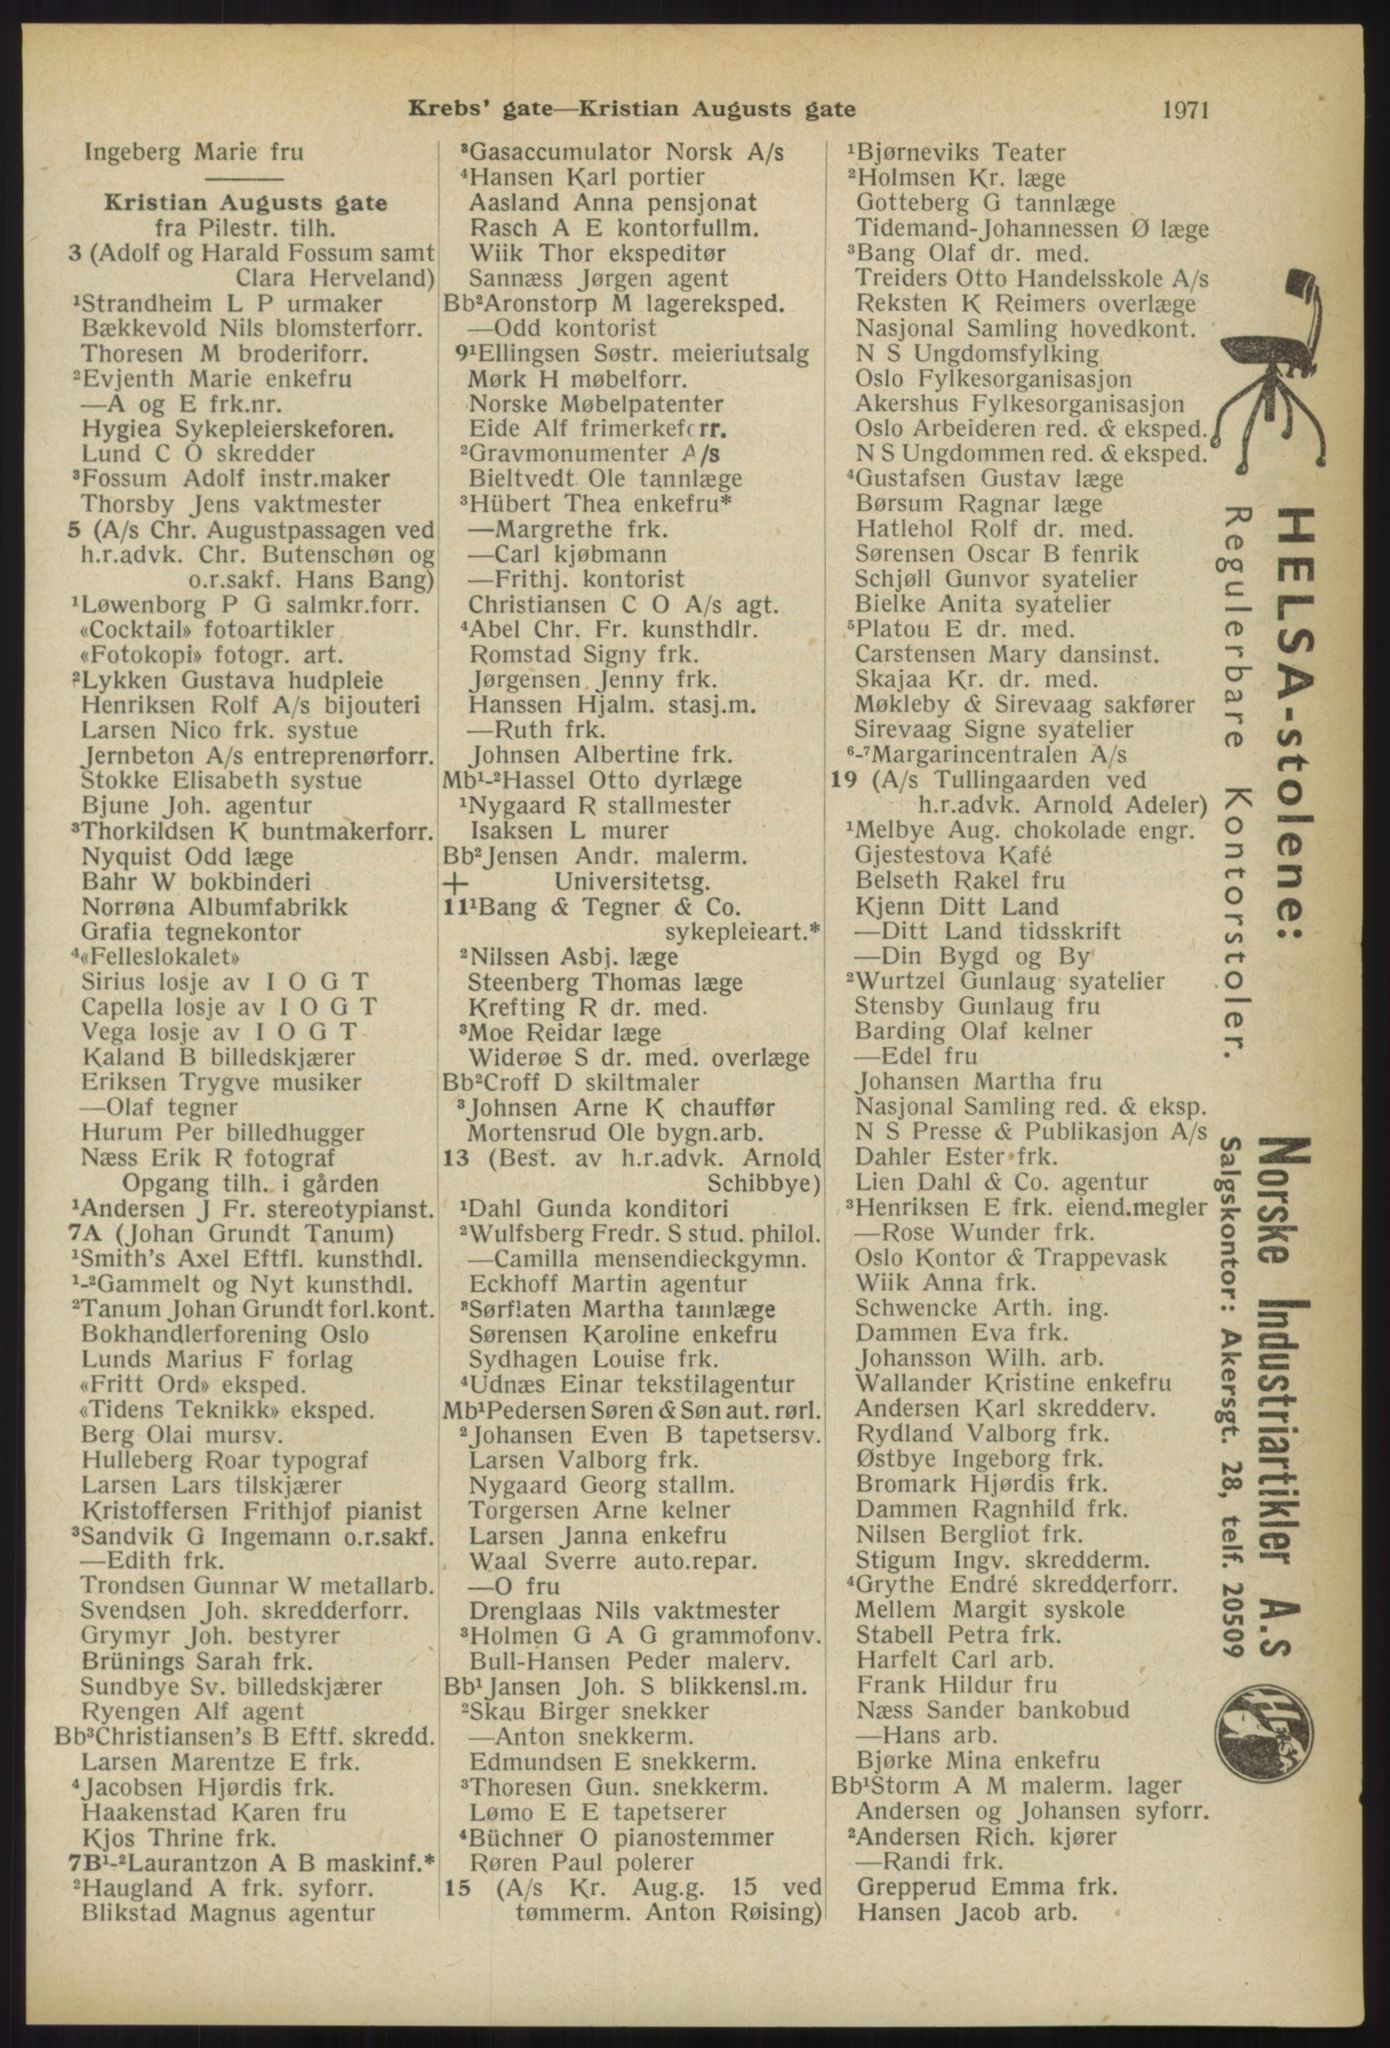 Krebs' gate—Kristian Augusts gate
1971
Ingeberg Marie fru
Kristian Augusts gate
fra Pilestr. tilh.
3 (Adolf og Harald Fossum samt
Clara Herveland)
¹Strandheim L P urmaker
Bækkevold Nils blomsterforr.
Thoresen M broderiforr.
²Evjenth Marie enkefru
—A og E frk.nr.
Hygiea Sykepleierskeforen.
Lund C O skredder
³Fossum Adolf instr.maker
Thorsby Jens vaktmester
5 (A/s Chr. Augustpassagen ved
h.r.advk. Chr. Butenschøn og
o.r.sakf. Hans Bang)
¹Løwenborg P G salmkr.forr.
«Cocktail» fotoartikler
«Fotokopi» fotogr. art.
²Lykken Gustava hudpleie
Henriksen Rolf A/s bijouteri
Larsen Nico frk. systue
Jernbeton A/s entreprenørforr.
Stokke Elisabeth systue
Bjune Joh. agentur
³Thorkildsen K buntmakerforr.
Nyquist Odd læge
Bahr W bokbinderi
Norrøna Albumfabrikk
Grafia tegnekontor
⁴«Felleslokalet»
Sirius losje av I O G T
Capella losje av I O G T
Vega losje av I O G T
Kaland B billedskjærer
Eriksen Trygve musiker
—Olaf tegner
Hurum Per billedhugger
Næss Erik R fotograf
Opgang tilh. i gården
¹Andersen J Fr. stereotypianst.
7A (Johan Grundt Tanum)
¹Smith's Axel Eftfl. kunsthdl.
¹-²Gammelt og Nyt kunsthdl.
²Tanum Johan Grundt forl.kont.
Bokhandlerforening Oslo
Lunds Marius F forlag
«Fritt Ord» eksped.
«Tidens Teknikk» eksped.
Berg Olai mursv.
Hulleberg Roar typograf
Larsen Lars tilskjærer
Kristoffersen Frithjof pianist
³Sandvik G Ingemann o.r.sakf.
—Edith frk.
Trondsen Gunnar W metallarb.
Svendsen Joh. skredderforr.
Grymyr Joh. bestyrer
Brünings Sarah frk.
Sundbye Sv. billedskjærer
Ryengen Alf agent
Bb³Christiansen's B Eftf. skredd.
Larsen Marentze E frk.
⁴Jacobsen Hjørdis frk.
Haakenstad Karen fru
Kjos Thrine frk.
7B¹-²Laurantzon A B maskinf.*
²Haugland A frk. syforr.
Blikstad Magnus agentur
³Gasaccumulator Norsk A/s
⁴Hansen Karl portier
Aasland Anna pensjonat
Rasch A E kontorfullm.
Wiik Thor ekspeditør
Sannæss Jørgen agent
Bb²Aronstorp M lagereksped.
—Odd kontorist
9¹Ellingsen Søstr. meieriutsalg
Mørk H møbelforr.
Norske Møbelpatenter
Eide Alf frimerkeforr.
²Gravmonumenter A/s
Bieltvedt Ole tannlæge
³Hübert Thea enkefru*
—Margrethe frk.
—Carl kjøbmann
—Frithj. kontorist
Christiansen C O A/s agt.
⁴Abel Chr. Fr. kunsthdlr.
Romstad Signy frk.
Jørgensen Jenny frk.
Hanssen Hjalm. stasj.m.
—Ruth frk.
Johnsen Albertine frk.
Mb¹-²Hassel Otto dyrlæge
¹Nygaard R stallmester
Isaksen L murer
Bb²Jensen Andr. malerm.
+ Universitetsg.
11¹Bang & Tegner & Co.
sykepleieart.*
²Nilssen Asbj. læge
Steenberg Thomas læge
Krefting R dr. med.
³Moe Reidar læge
Widerøe S dr. med. overlæge
Bb²Croff D skiltmaler
³Johnsen Arne K chauffør
Mortensrud Ole bygn.arb.
13 (Best. av h.r.advk. Arnold
Schibbye)
¹Dahl Gunda konditori
²Wulfsberg Fredr. S stud. philol.
—Camilla mensendieckgymn.
Eckhoff Martin agentur
³Sørflaten Martha tannlæge
Sørensen Karoline enkefru
Sydhagen Louise frk.
⁴Udnæs Einar tekstilagentur
Mb¹Pedersen Søren & Søn aut. rørl.
²Johansen Even B tapetsersv.
Larsen Valborg frk.
Nygaard Georg stallm.
Torgersen Arne kelner
Larsen Janna enkefru
Waal Sverre auto.repar.
—O fru
Drenglaas Nils vaktmester
³Holmen G A G grammofonv.
Bull-Hansen Peder malerv.
Bb¹Jansen Joh. S blikkensl.m.
²Skau Birger snekker
—Anton snekkerm.
Edmundsen E snekkerm.
³Thoresen Gun. snekkerm.
Lømo E E tapetserer
⁴Büchner O pianostemmer
Røren Paul polerer
15 (A/s Kr. Aug.g. 15 ved
tømmerm. Anton Røising)
¹Bjørneviks Teater
²Holmsen Kr. læge
Gotteberg G tannlæge
Tidemand-Johannessen Ø læge
³Bang Olaf dr. med.
Treiders Otto Handelsskole A/s
Reksten K Reimers overlæge
Nasjonal Samling hovedkont.
N S Ungdomsfylking
Oslo Fylkesorganisasjon
Akershus Fylkesorganisasjon
Oslo Arbeideren red. & eksped.
N S Ungdommen red. & eksped.
⁴Gustafsen Gustav læge
Børsum Ragnar læge
Hatlehol Rolf dr. med.
Sørensen Oscar B fenrik
Schjøll Gunvor syatelier
Bielke Anita syatelier
⁵Platou E dr. med.
Carstensen Mary dansinst.
Skajaa Kr. dr. med.
Møkleby & Sirevaag sakfører
Sirevaag Signe syatelier
⁶-⁷Margarincentralen A/s
19 (A/s Tullingaarden ved
h.r.advk. Arnold Adeler)
¹Melbye Aug. chokolade engr.
Gjestestova Kafé
Belseth Rakel fru
Kjenn Ditt Land
—Ditt Land tidsskrift
—Din Bygd og By
²Wurtzel Gunlaug syatelier
Stensby Gunlaug fru
Barding Olaf kelner
—Edel fru
Johansen Martha fru
Nasjonal Samling red. & eksp.
N S Presse & Publikasjon A/s
Dahler Ester frk.
Lien Dahl & Co. agentur
³Henriksen E frk. eiend.megler
—Rose Wunder frk.
Oslo Kontor & Trappevask
Wiik Anna frk.
Schwencke Arth. ing.
Dammen Eva frk.
Johansson Wilh. arb.
Wallander Kristine enkefru
Andersen Karl skredderv.
Rydland Valborg frk.
Østbye Ingeborg frk.
Bromark Hjørdis frk.
Dammen Ragnhild frk.
Nilsen Bergliot frk.
Stigum Ingv. skredderm.
⁴Grythe Endré skredderforr.
Mellem Margit syskole
Stabell Petra frk.
Harfelt Carl arb.
Frank Hildur fru
Næss Sander bankobud
—Hans arb.
Bjørke Mina enkefru
Bb¹Storm A M malerm. lager
Andersen og Johansen syforr.
²Andersen Rich. kjører
—Randi frk.
Grepperud Emma frk.
Hansen Jacob arb.
HELSA-stolene:
Regulerbare Kontorstoler.
Norske Industriartikler A.s
Salgskontor: Akersgt. 28, telf. 20509